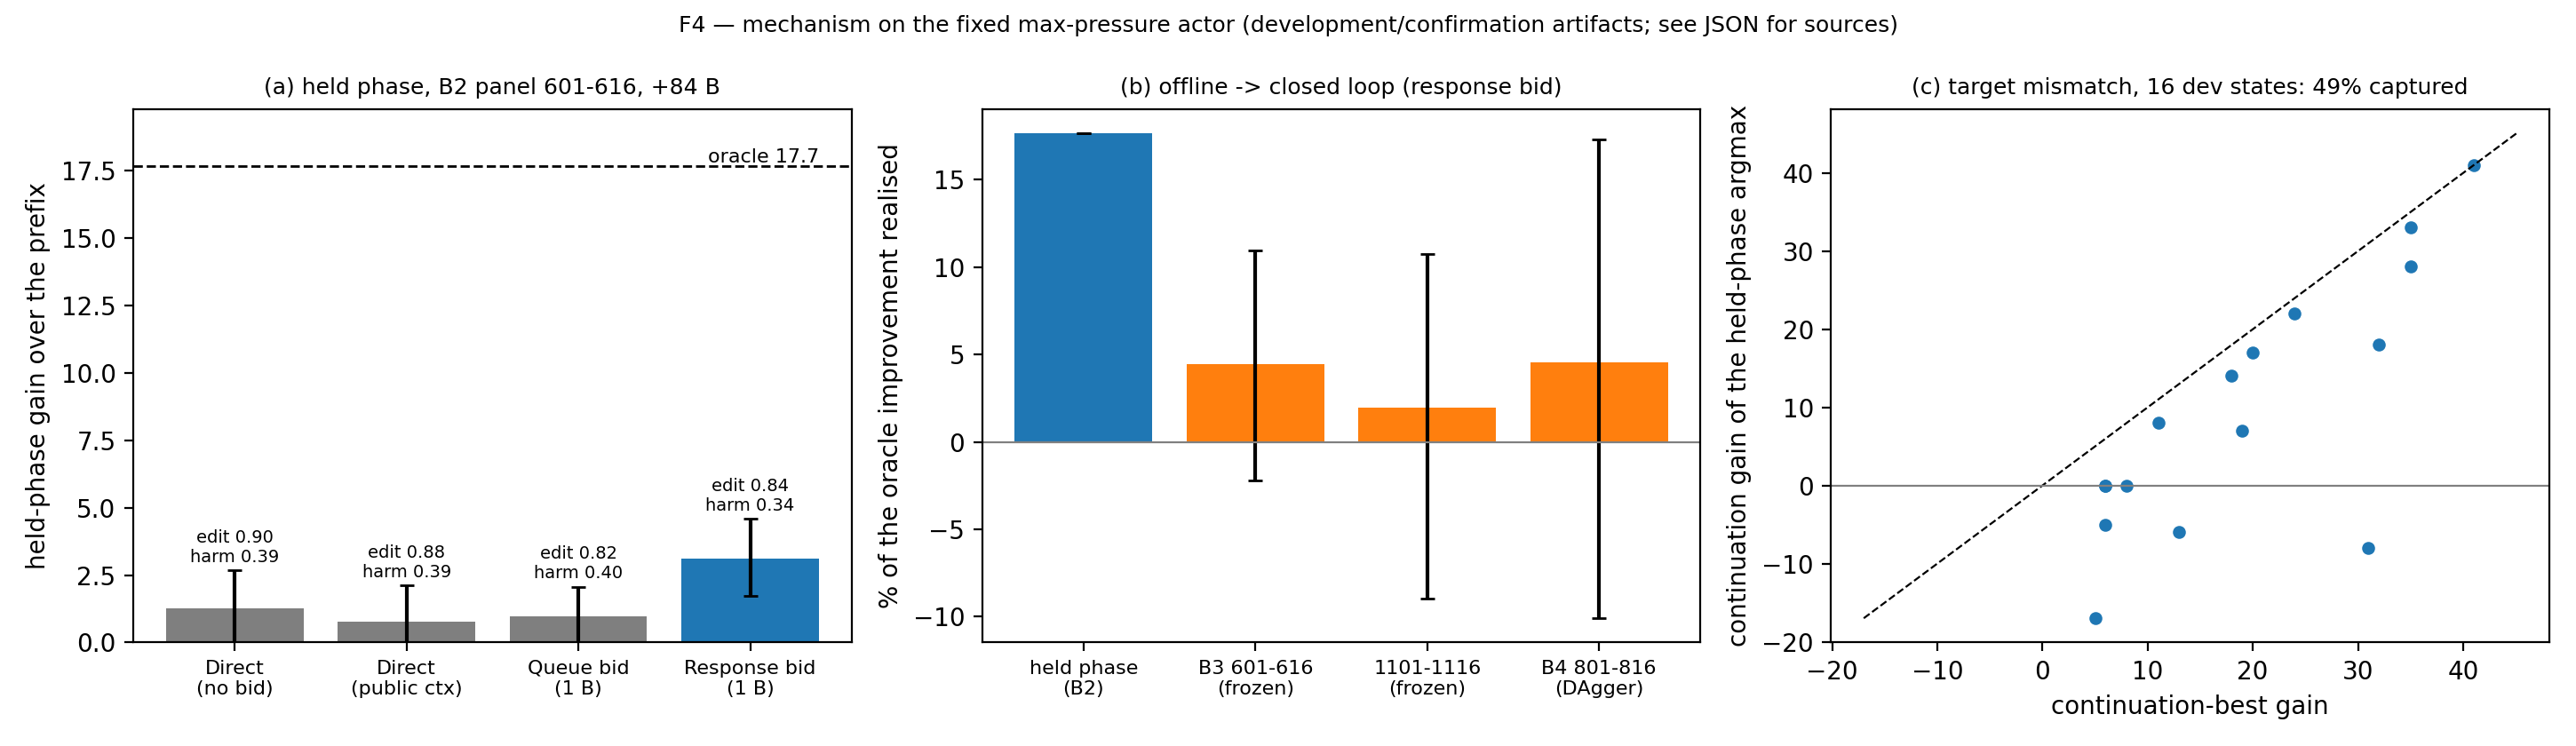 F4 — mechanism on the fixed max-pressure actor (development/confirmation artifacts; see JSON for sources)
(a) held phase, B2 panel 601-616, +84 B
held-phase gain over the prefix
17.5
15.0
12.5
10.0
7.5
5.0
2.5
0.0
oracle 17.7
edit 0.90
harm 0.39
edit 0.88
harm 0.39
edit 0.82
harm 0.40
edit 0.84
harm 0.34
Direct
(no bid)
Direct
(public ctx)
Queue bid
(1 B)
Response bid
(1 B)
(b) offline -> closed loop (response bid)
% of the oracle improvement realised
15
10
5
0
−5
−10
held phase
(B2)
B3 601-616
(frozen)
1101-1116
(frozen)
B4 801-816
(DAgger)
(c) target mismatch, 16 dev states: 49% captured
continuation gain of the held-phase argmax
40
30
20
10
0
−10
−20
−20
−10
0
10
20
30
40
continuation-best gain